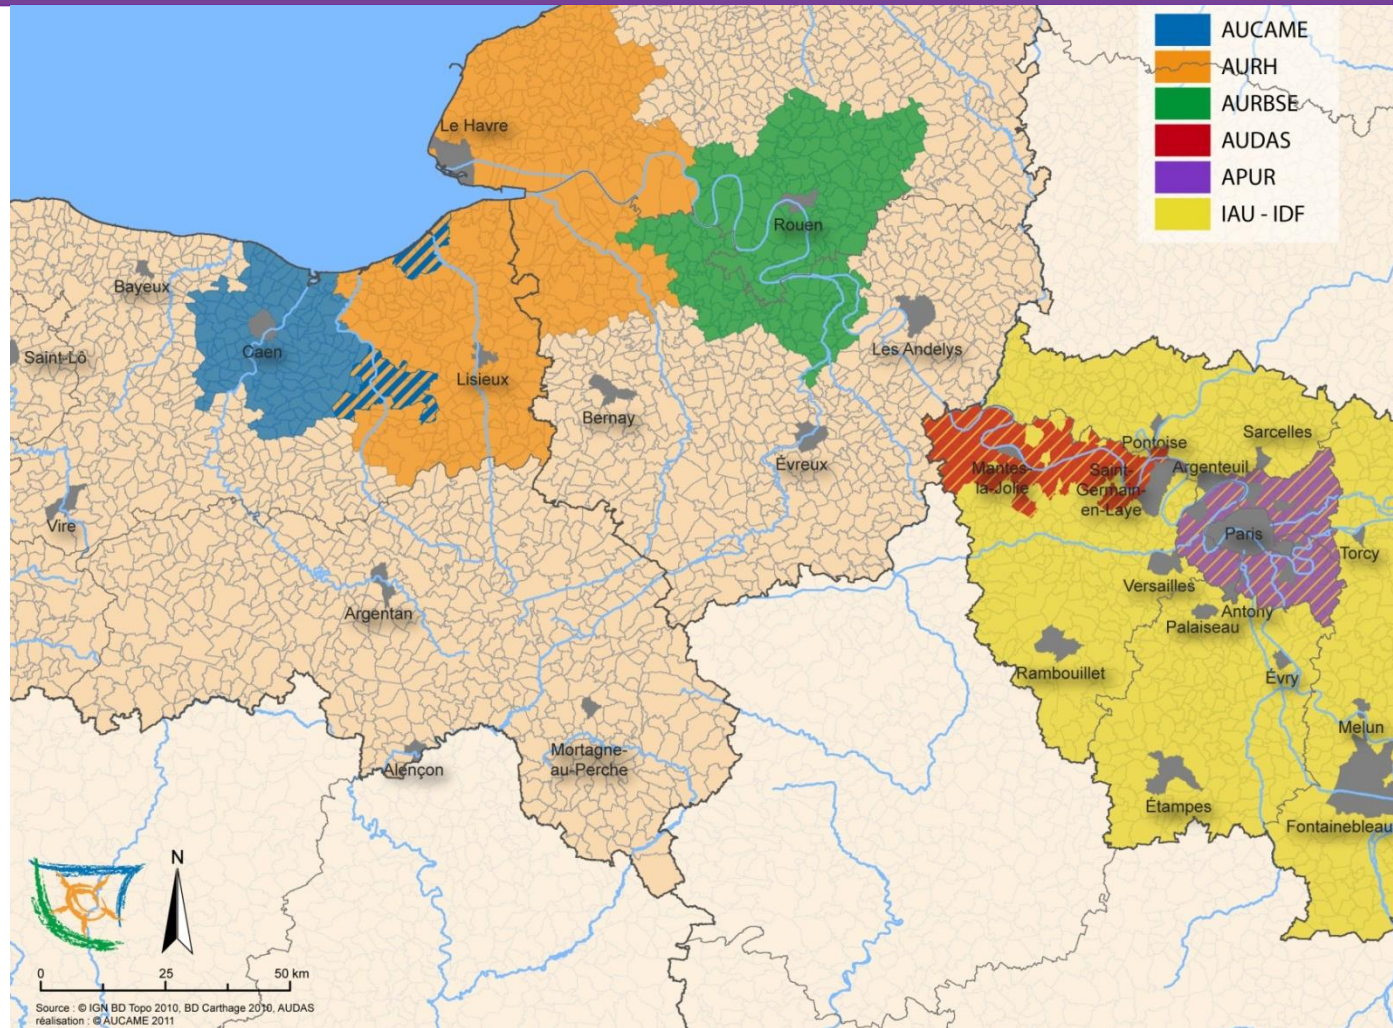 AUCAME
AURH
AURBSE
AUDAS
APUR
IAU - IDF
Le Havre
Rouen
Bayeux
Saint-Lô
Caen
Lisieux
Les Andelys
Bernay
Évreux
Pontoise
Sarcelles
Mantes-
la-Jolie
Saint-
Germain-
en-Laye
Argenteuil
Paris
Torcy
Vire
Versailles
Antony
Palaiseau
Argentan
Rambouillet
Évry
Melun
Mortagne-
au-Perche
Alençon
Étampes
Fontainebleau
N
0 25 50 km
Source : © IGN BD Topo 2010, BD Carthage 2010, AUDAS
réalisation : © AUCAME 2011